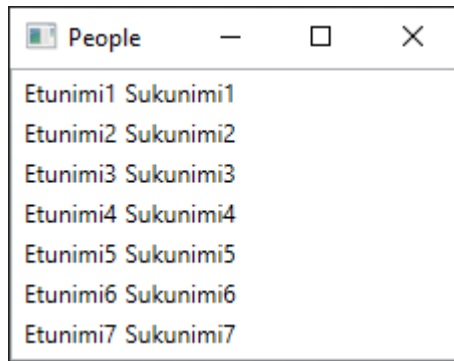 People
Etunimi1 Sukunimi1
Etunimi2 Sukunimi2
Etunimi3 Sukunimi3
Etunimi4 Sukunimi4
Etunimi5 Sukunimi5
Etunimi6 Sukunimi6
Etunimi7 Sukunimi7